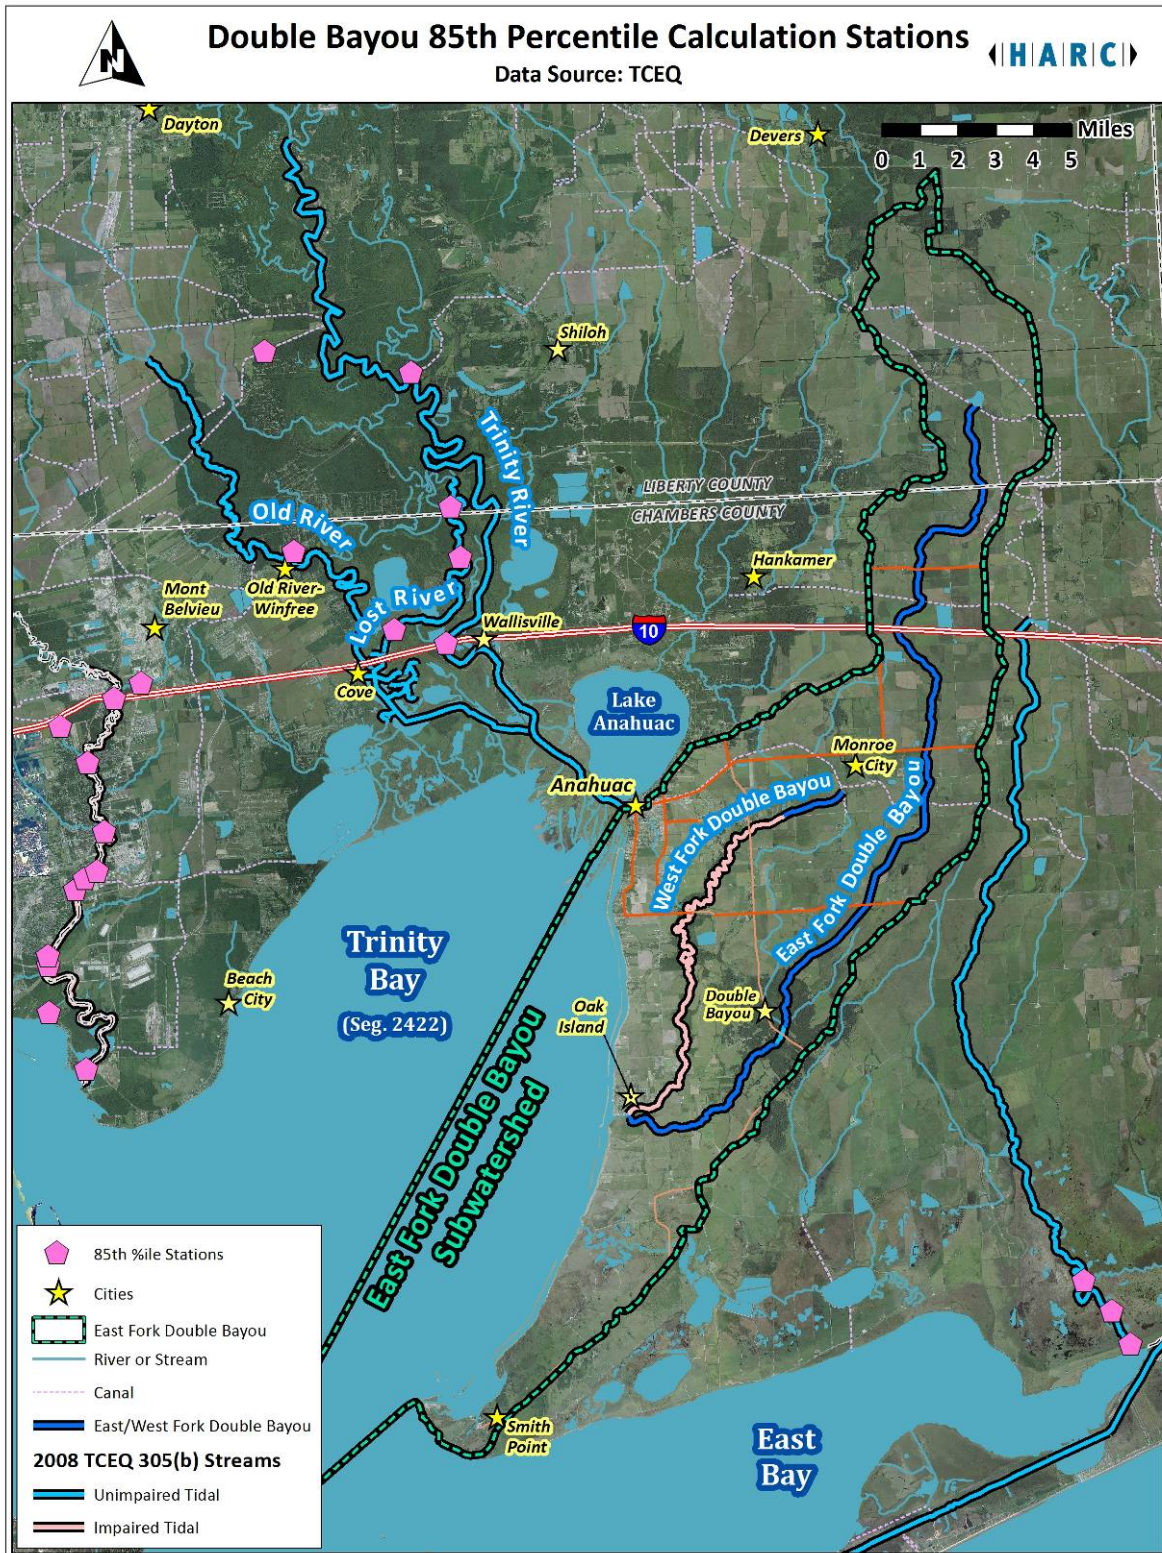 Double Bayou 85th Percentile Calculation Stations
Data Source: TCEQ
H|A|R|C
N
Miles
0 1 2 3 4 5
Dayton
Devers
Shiloh
Trinity
River
LIBERTY COUNTY
CHAMBERS COUNTY
Old River
Old River-
Winfree
Mont
Belvieu
Lost River
Hankamer
Wallisville
10
Cove
Lake
Anahuac
Monroe
City
Anahuac
West Fork Double Bayou
East Fork Double Bayou
Trinity
Bay
(Seg. 2422)
Beach
City
Oak
Island
Double
Bayou
East Fork Double Bayou
Subwatershed
Smith
Point
East
Bay
85th %ile Stations
Cities
East Fork Double Bayou
River or Stream
Canal
East/West Fork Double Bayou
2008 TCEQ 305(b) Streams
Unimpaired Tidal
Impaired Tidal